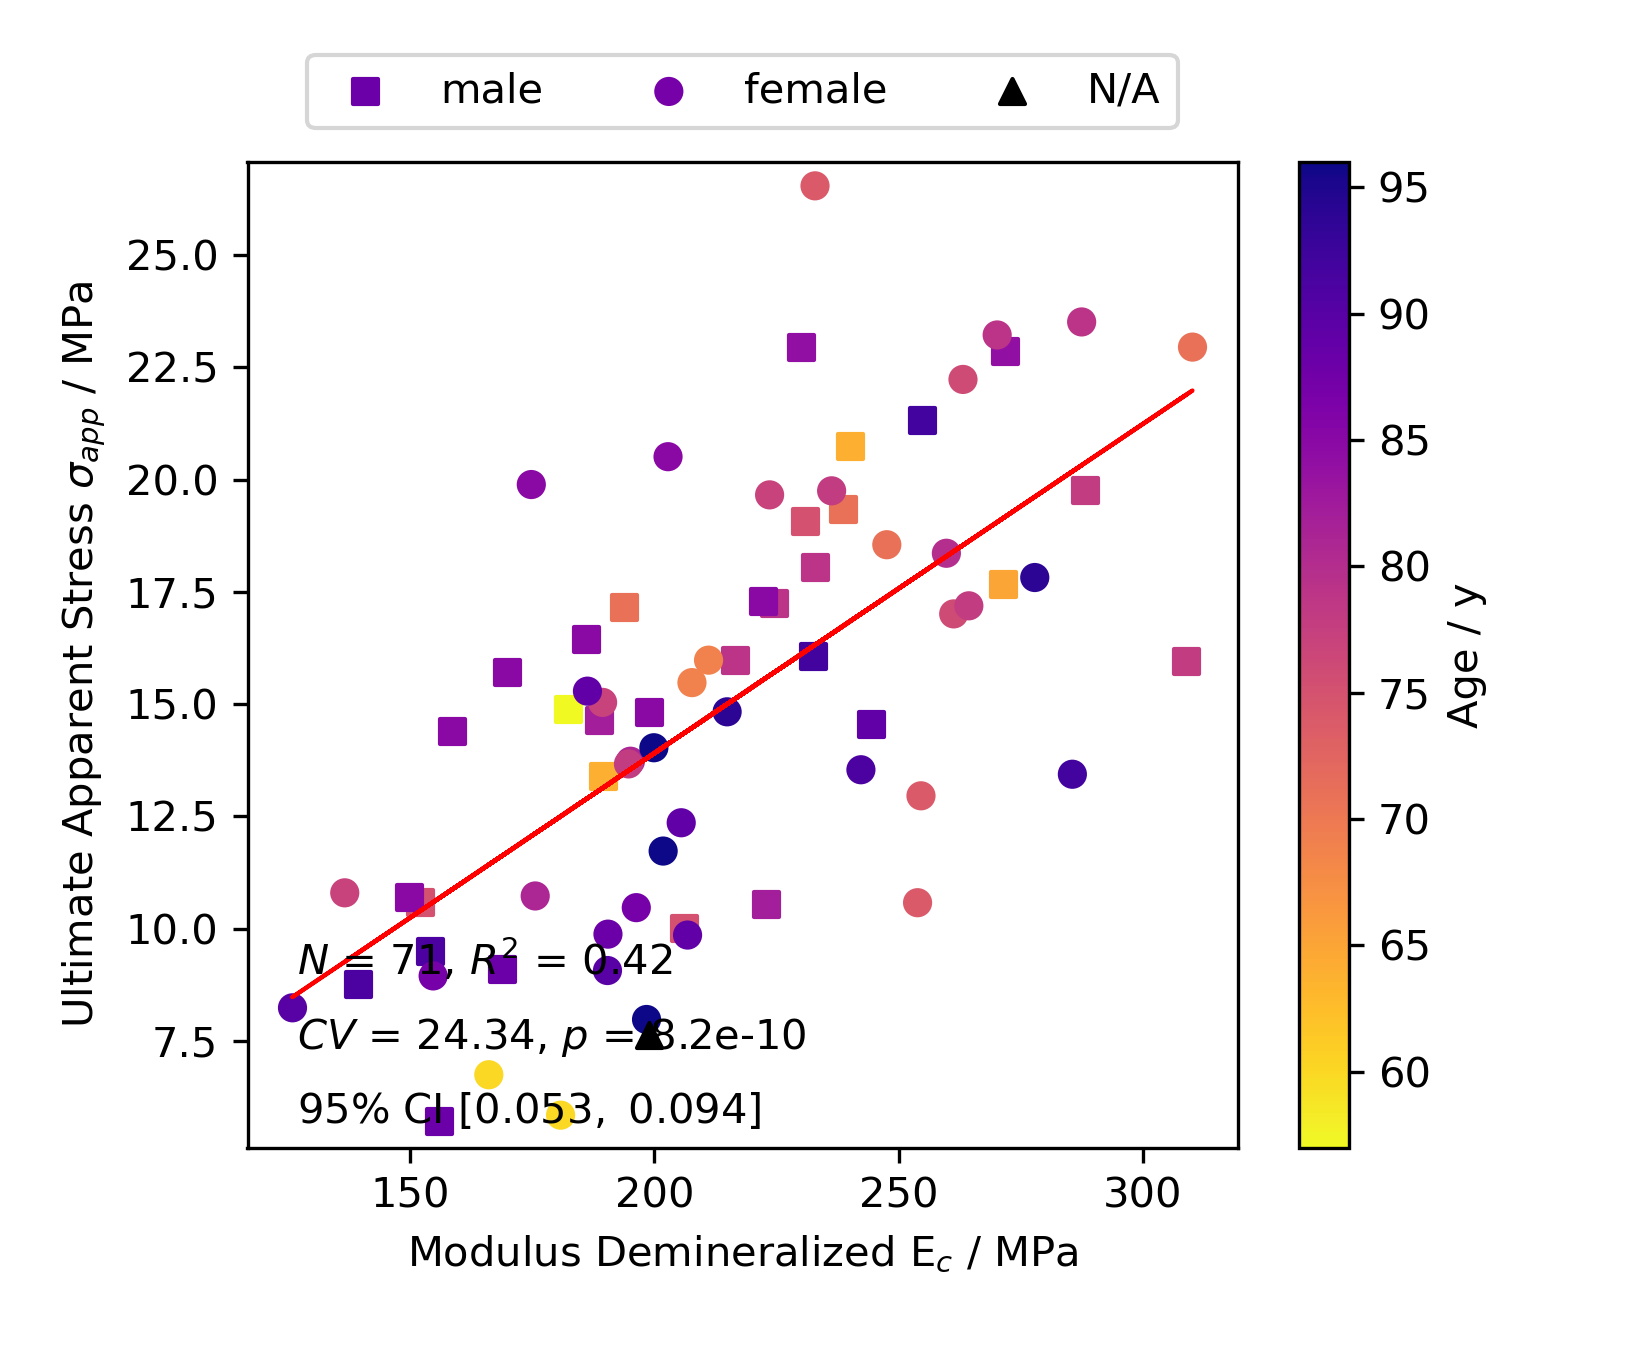 male female N/A
25.0
22.5
20.0
17.5
15.0
12.5
10.0
7.5
Ultimate Apparent Stress σapp / MPa
N = 71, R² = 0.42
CV = 24.34, p = 8.2e-10
95% CI [0.053, 0.094]
150 200 250 300
Modulus Demineralized Ec / MPa
95
90
85
80
75
70
65
60
Age / y